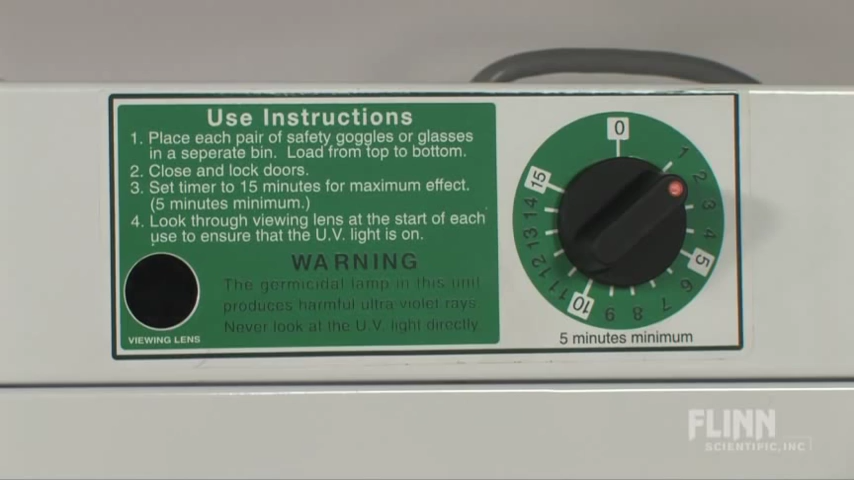 Use Instructions
1. Place each pair of safety goggles or glasses
in a seperate bin. Load from top to bottom.
2. Close and lock doors.
3. Set timer to 15 minutes for maximum effect.
(5 minutes minimum.)
4. Look through viewing lens at the start of each
use to ensure that the U.V. light is on.
WARNING
The germicidal lamp in this unit
produces harmful ultra violet rays.
Never look at the U.V. light directly.
VIEWING LENS
0
1
2
3
4
5
6
7
8
9
10
11
12
13
14
15
5 minutes minimum
FLINN
SCIENTIFIC, INC